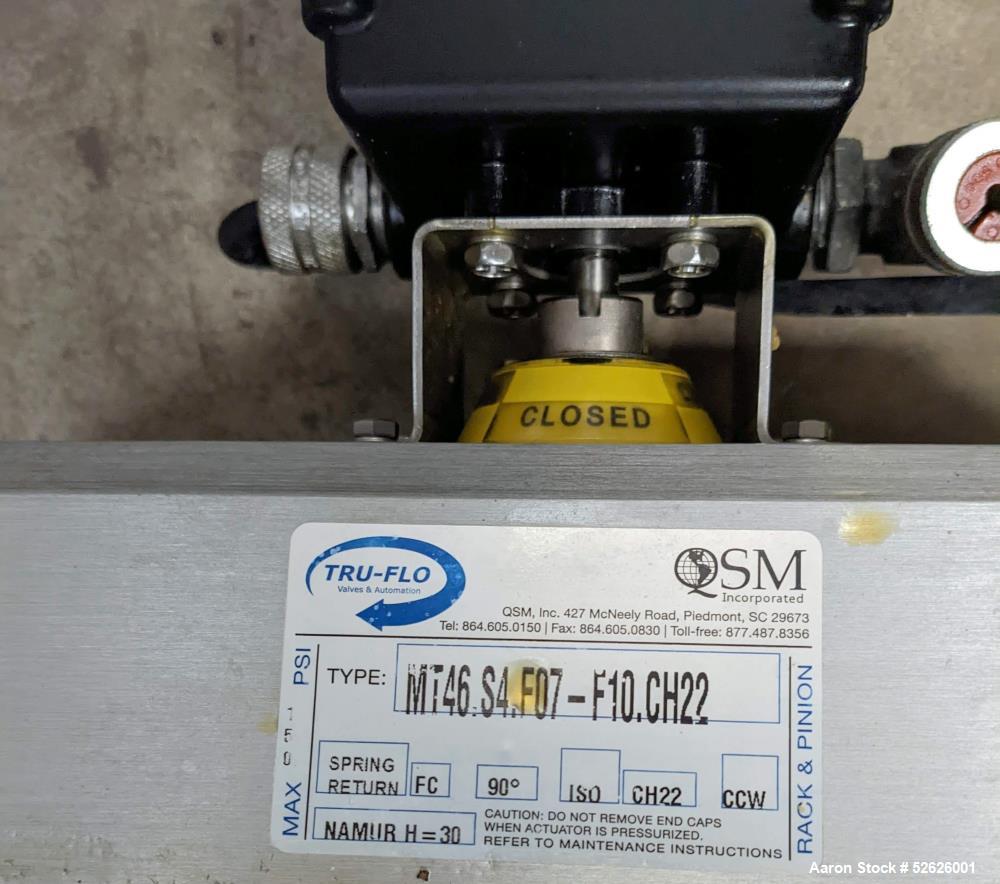 CLOSED
TRU-FLO
Valves & Automation
QSM
Incorporated
QSM, Inc. 427 McNeely Road, Piedmont, SC 29673
Tel: 864.605.0150 | Fax: 864.605.0830 | Toll-free: 877.487.8356
MAX 150 PSI
TYPE: MT46.S4.F07-F10.CH22
SPRING
RETURN FC 90° ISO CH22 CCW
NAMUR H=30
CAUTION: DO NOT REMOVE END CAPS
WHEN ACTUATOR IS PRESSURIZED.
REFER TO MAINTENANCE INSTRUCTIONS
RACK & PINION
Aaron Stock # 52626001